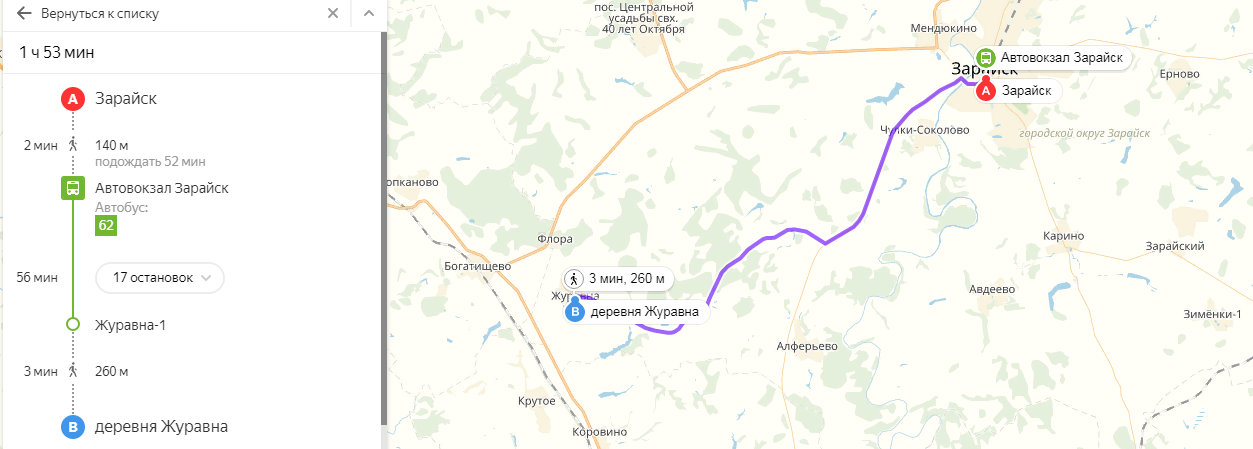 Вернуться к списку
1 ч 53 мин
A Зарайск
2 мин 140 м
подождать 52 мин
Автовокзал Зарайск
Автобус:
62
56 мин 17 остановок
Журавна-1
3 мин 260 м
B деревня Журавна
пос. Центральной
усадьбы свх.
40 лет Октября
Мендюкино
Автовокзал Зарайск
Зарайск
A Зарайск
Ерново
Чулки-Соколово
городской округ Зарайск
опканово
Флора
Карино
Зарайский
Богатищево
3 мин, 260 м
Журавна
B деревня Журавна
Авдеево
Зимёнки-1
Алферьево
Крутое
Коровино